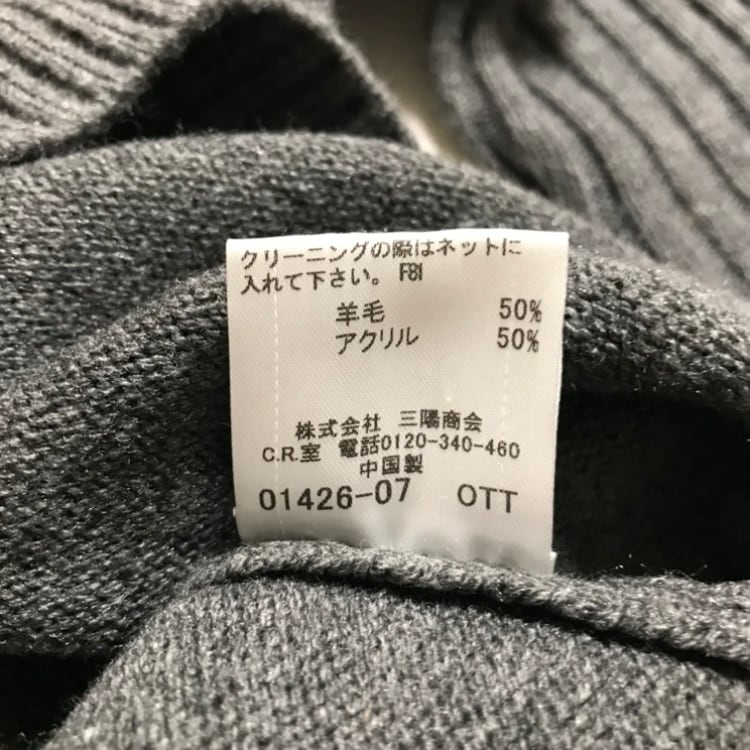 クリーニングの際はネットに
入れて下さい。 F81
羊毛 50%
アクリル 50%
株式会社 三陽商会
C.R.室 電話0120-340-460
中国製
01426-07 OTT